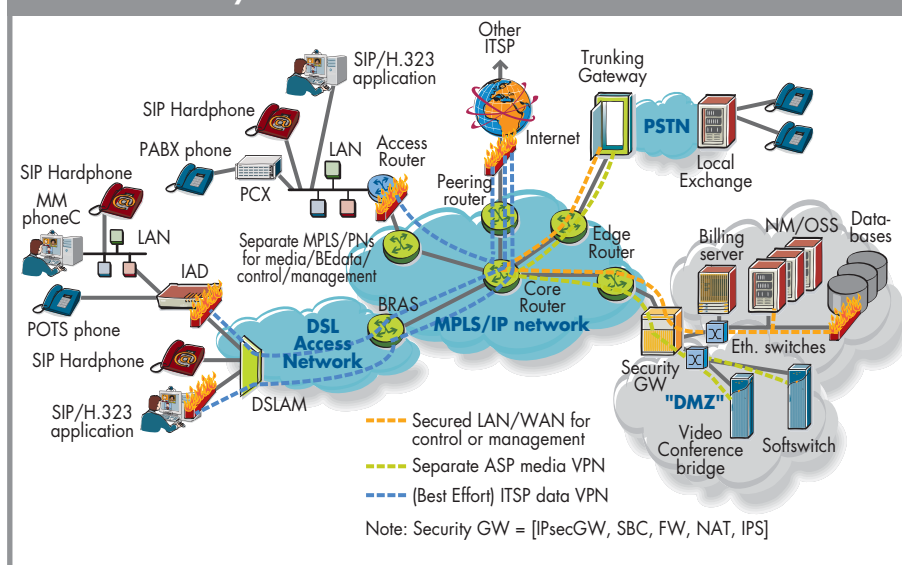 Other
ITSP
SIP/H.323
application
Trunking
Gateway
SIP Hardphone
Internet
PSTN
PABX phone
LAN
Access
Router
Local
Exchange
PCX
SIP Hardphone
Peering
router
MM
phoneC
LAN
NM/OSS
Data-
bases
Billing
server
Separate MPLS/PNs
for media/BEdata/
control/management
Edge
Router
IAD
Core
Router
BRAS
MPLS/IP network
POTS phone
DSL
Access
Network
Eth. switches
SIP Hardphone
Security
GW
DSLAM
"DMZ"
SIP/H.323
application
Video
Conference
bridge
Softswitch
Secured LAN/WAN for
control or management
Separate ASP media VPN
(Best Effort) ITSP data VPN
Note: Security GW = [IPsecGW, SBC, FW, NAT, IPS]